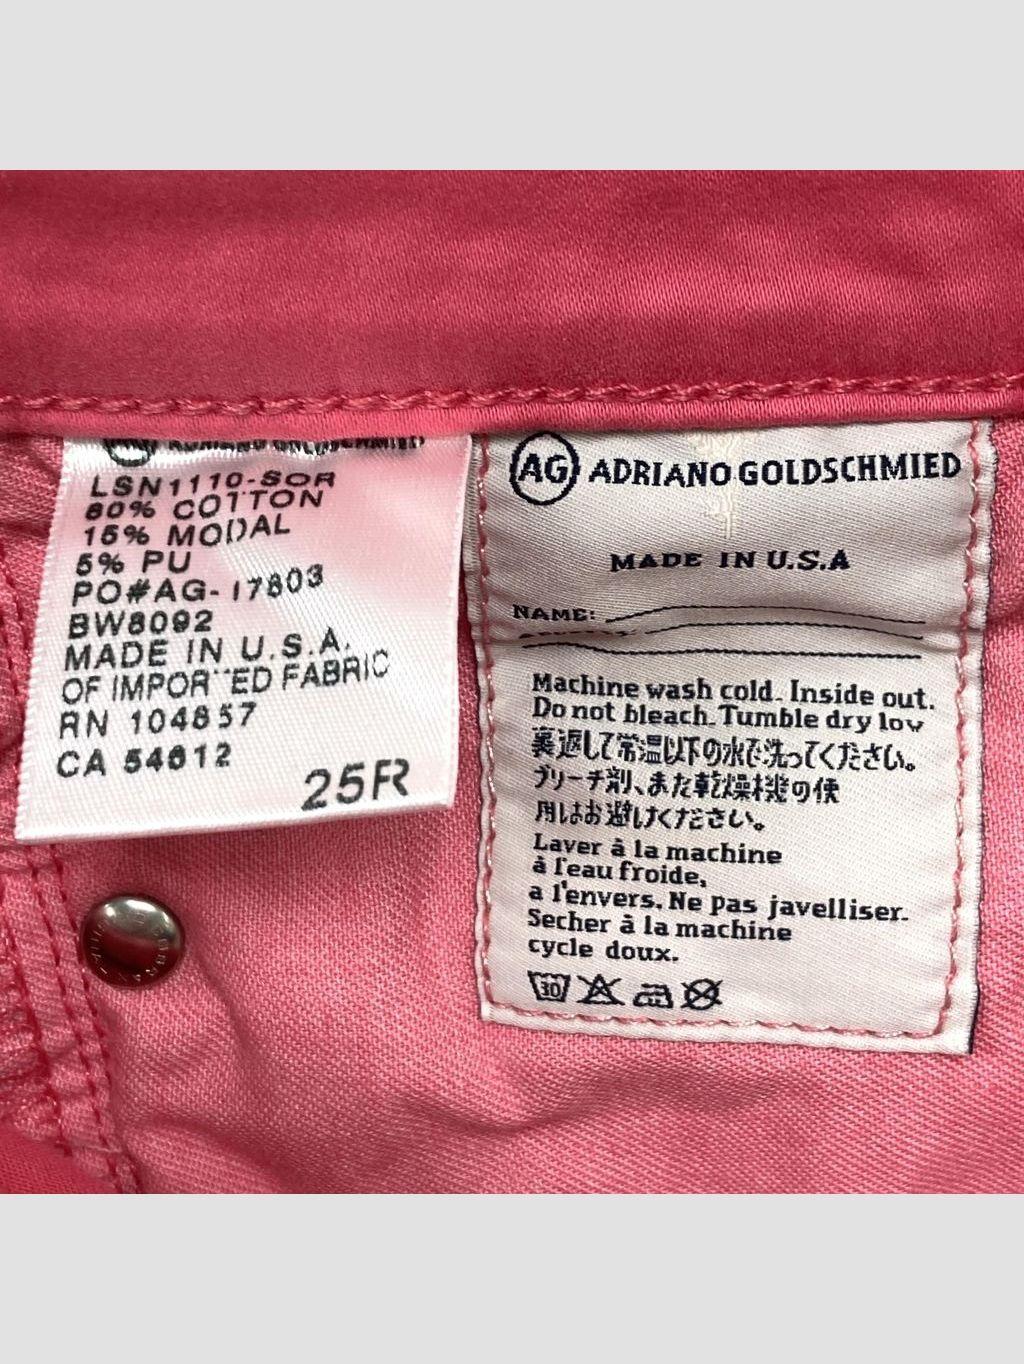 ADRIANO GOLDSCHMIED
LSN1110-SOR
80% COTTON
15% MODAL
5% PU
PO#AG-17803
BW8092
MADE IN U.S.A.
OF IMPORTED FABRIC
RN 104857
CA 54612
25R
AG ADRIANO GOLDSCHMIED
MADE IN U.S.A
NAME:
Machine wash cold. Inside out.
Do not bleach. Tumble dry low
裏返して常温以下の水で洗ってください。
ブリーチ剤、また乾燥機の使
用はお避けください。
Laver à la machine
à l'eau froide,
a l'envers. Ne pas javelliser.
Secher à la machine
cycle doux.
30